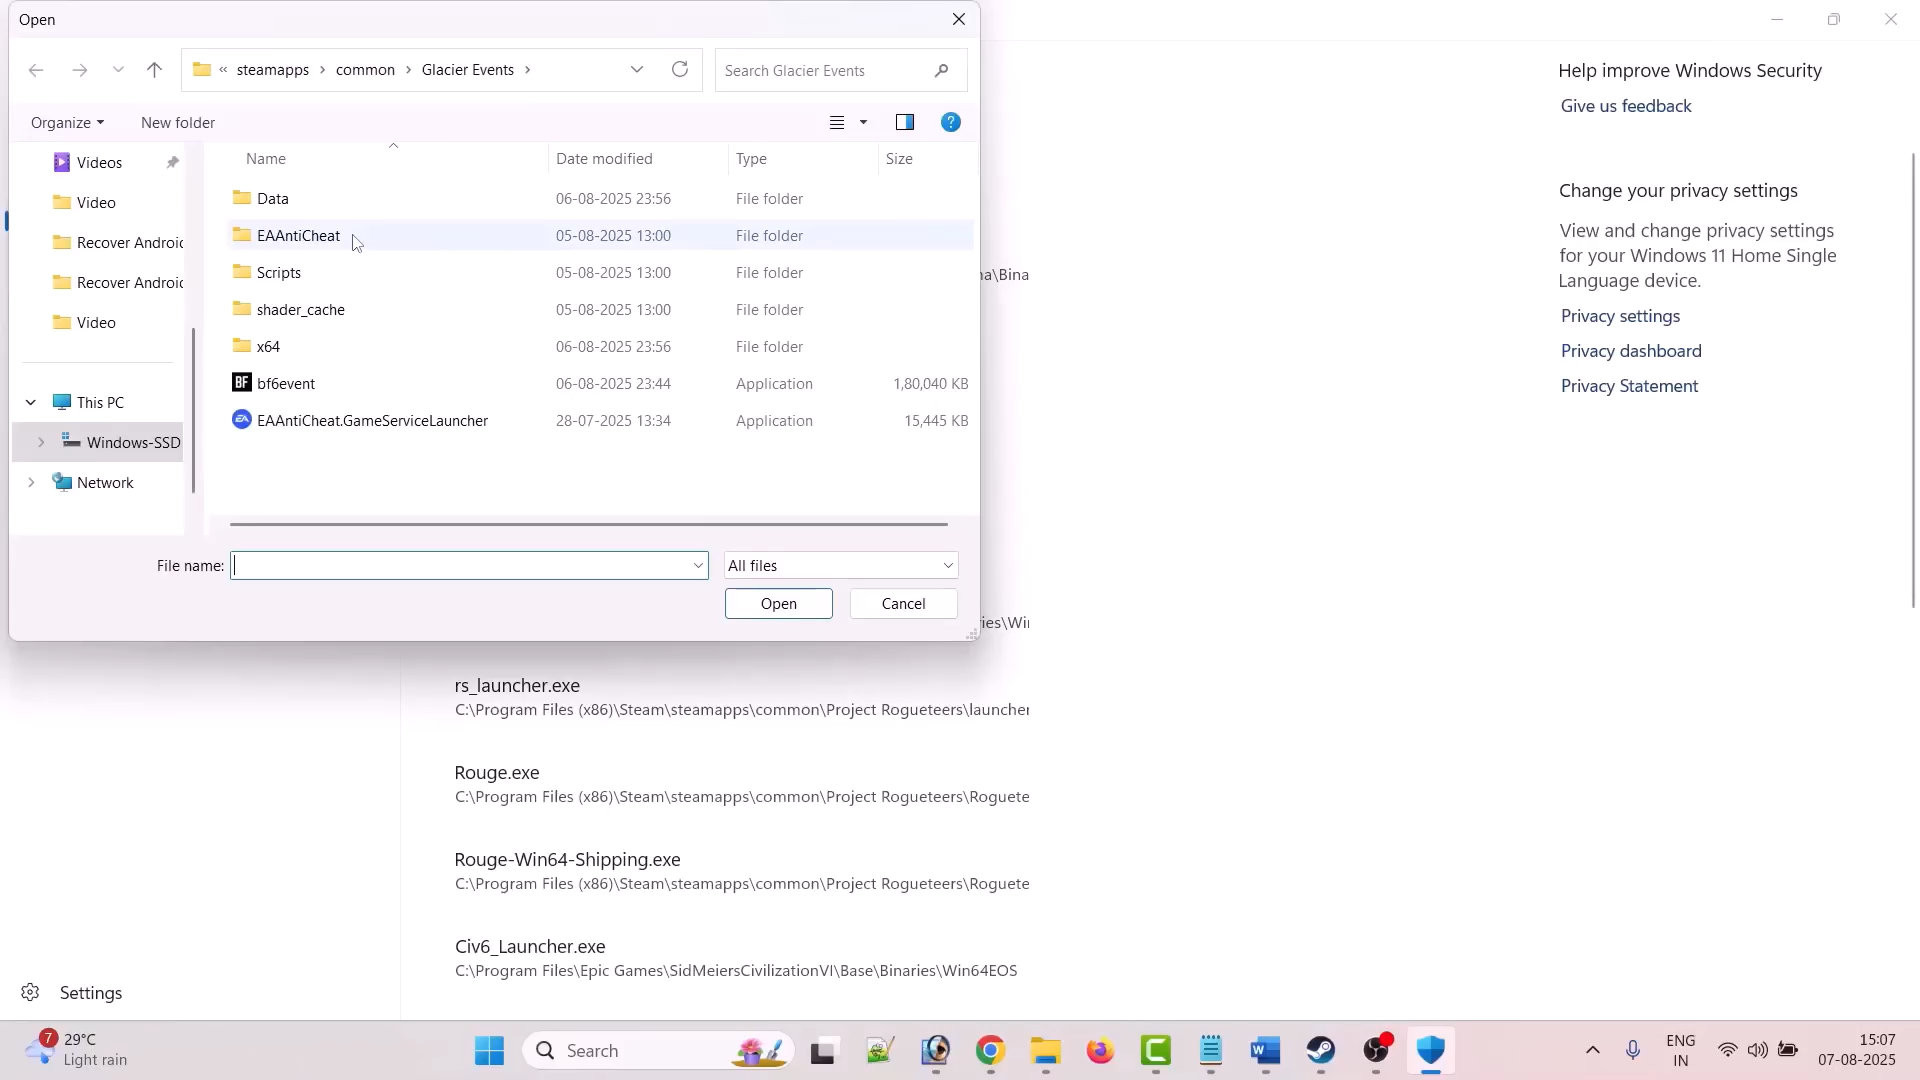 Open
« steamapps › common › Glacier Events ›
Search Glacier Events
Organize
New folder
Name
Date modified
Type
Size
Videos
Video
Recover Androic
Recover Androic
Video
This PC
Windows-SSD
Network
Data 06-08-2025 23:56 File folder
EAAntiCheat 05-08-2025 13:00 File folder
Scripts 05-08-2025 13:00 File folder
shader_cache 05-08-2025 13:00 File folder
x64 06-08-2025 23:56 File folder
bf6event 06-08-2025 23:44 Application 1,80,040 KB
EAAntiCheat.GameServiceLauncher 28-07-2025 13:34 Application 15,445 KB
File name:
All files
Open
Cancel
Help improve Windows Security
Give us feedback
Change your privacy settings
View and change privacy settings
for your Windows 11 Home Single
Language device.
Privacy settings
Privacy dashboard
Privacy Statement
a\Bina
ies\Wi
rs_launcher.exe
C:\Program Files (x86)\Steam\steamapps\common\Project Rogueteers\launcher
Rouge.exe
C:\Program Files (x86)\Steam\steamapps\common\Project Rogueteers\Roguete
Rouge-Win64-Shipping.exe
C:\Program Files (x86)\Steam\steamapps\common\Project Rogueteers\Roguete
Civ6_Launcher.exe
C:\Program Files\Epic Games\SidMeiersCivilizationVI\Base\Binaries\Win64EOS
Settings
7
29°C
Light rain
Search
ENG
IN
15:07
07-08-2025